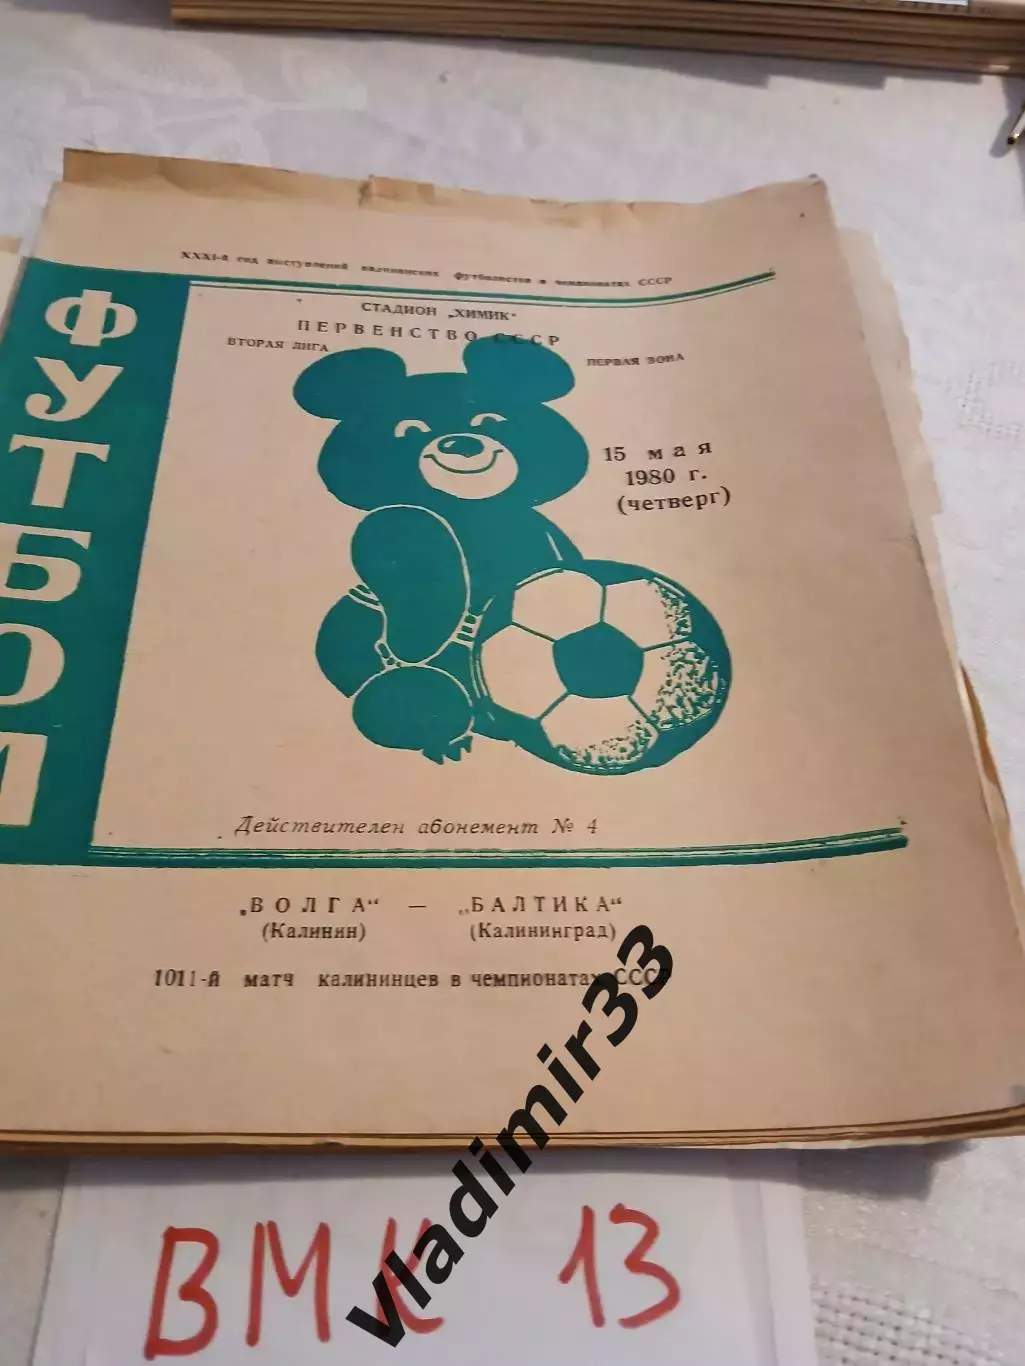 XXXI-й год выступлений калининских футболистов в чемпионатах СССР
ФУТБОЛ
СТАДИОН „ХИМИК"
ПЕРВЕНСТВО СССР
ВТОРАЯ ЛИГА
ПЕРВАЯ ЗОНА
15 мая
1980 г.
(четверг)
Действителен абонемент № 4
„ВОЛГА" — „БАЛТИКА"
(Калинин) (Калининград)
1011-й матч калининцев в чемпионатах СССР
vladimir33
ВМК 13